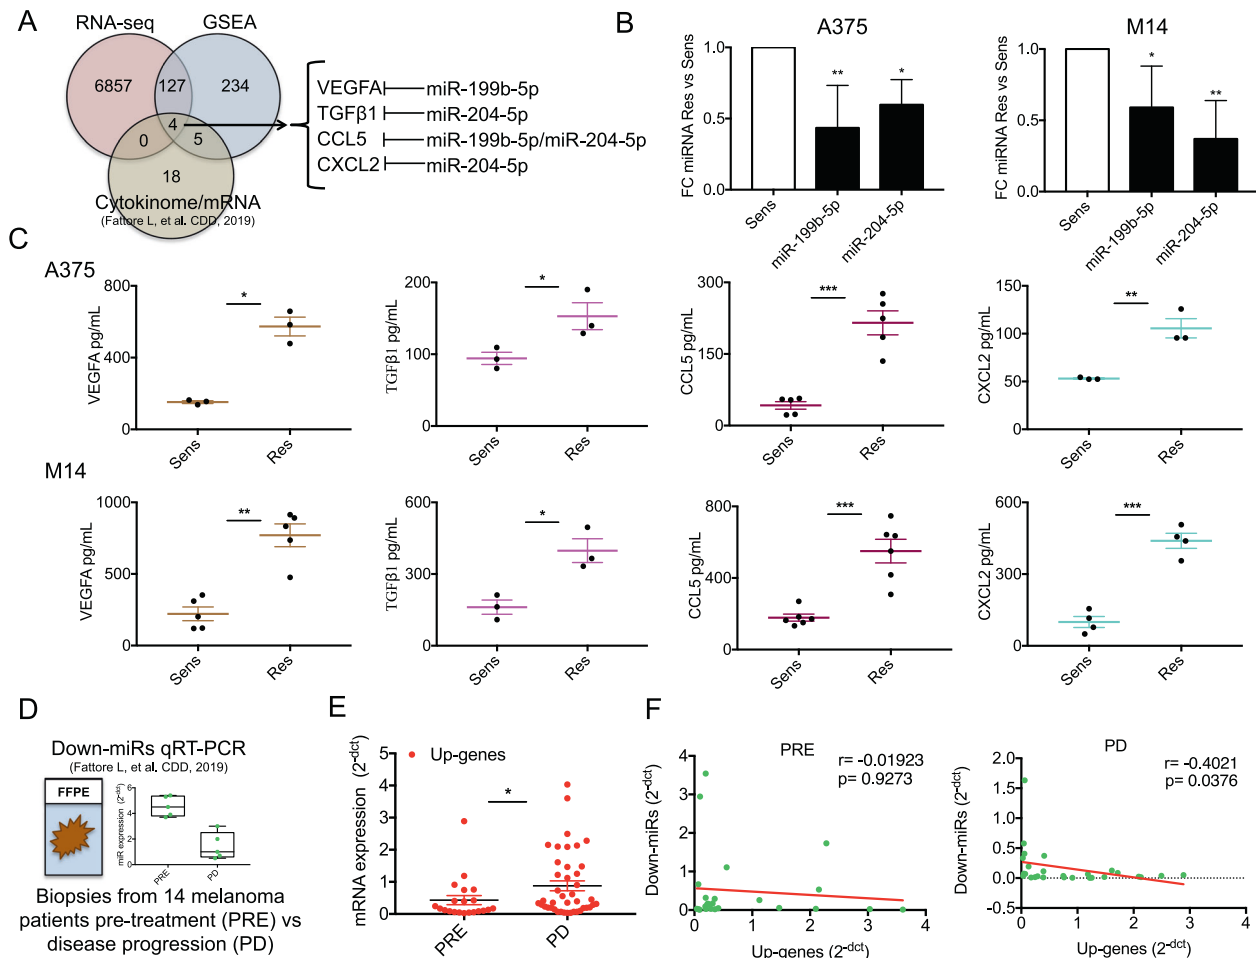 A
RNA-seq
GSEA
6857
127
234
4
0
5
18
Cytokinome/mRNA
(Fattore L, et al. CDD, 2019)
VEGFA miR-199b-5p
TGFβ1 miR-204-5p
CCL5 miR-199b-5p/miR-204-5p
CXCL2 miR-204-5p
B
A375
FC miRNA Res vs Sens
1.0
0.5
0.0
**
*
Sens
miR-199b-5p
miR-204-5p
M14
FC miRNA Res vs Sens
1.0
0.5
0.0
*
**
Sens
miR-199b-5p
miR-204-5p
C
A375
VEGFA pg/mL
800
400
0
*
Sens
Res
TGFβ1 pg/mL
200
100
0
*
Sens
Res
CCL5 pg/mL
300
150
0
***
Sens
Res
CXCL2 pg/mL
150
100
50
0
**
Sens
Res
M14
VEGFA pg/mL
1000
500
0
**
Sens
Res
TGFβ1 pg/mL
600
300
0
*
Sens
Res
CCL5 pg/mL
800
400
0
***
Sens
Res
CXCL2 pg/mL
600
300
0
***
Sens
Res
D
Down-miRs qRT-PCR
(Fattore L, et al. CDD, 2019)
FFPE
miR expression (2-dct)
6
4
2
0
PRE
PD
Biopsies from 14 melanoma
patients pre-treatment (PRE) vs
disease progression (PD)
E
mRNA expression (2-dct)
5
4
3
2
1
0
Up-genes
*
PRE
PD
F
PRE
r= -0.01923
p= 0.9273
Down-miRs (2-dct)
4
3
2
1
0
0
1
2
3
4
Up-genes (2-dct)
PD
r= -0.4021
p= 0.0376
Down-miRs (2-dct)
2.0
1.5
1.0
0.5
0.0
-0.5
0
1
2
3
4
Up-genes (2-dct)